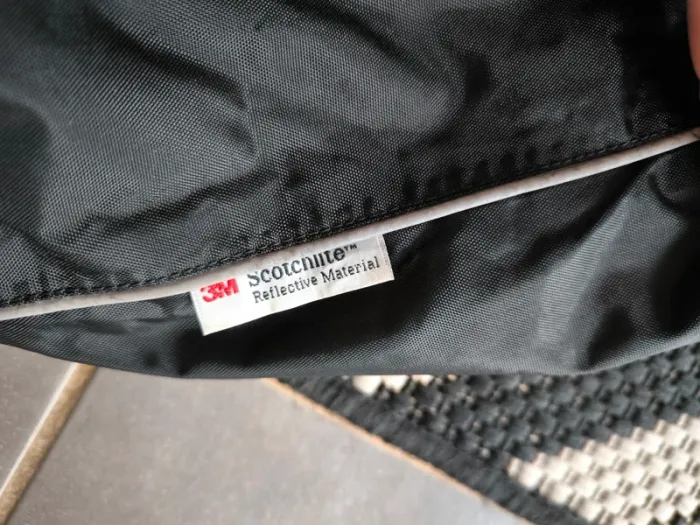 3M Scotchlite™
Reflective Material